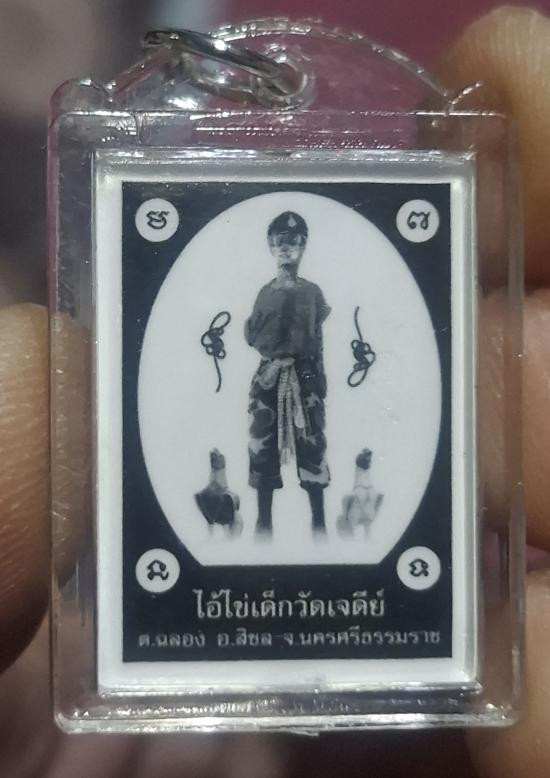 ไอ้ไข่เด็กวัดเจดีย์
ต.ฉลอง อ.สิชล จ.นครศรีธรรมราช